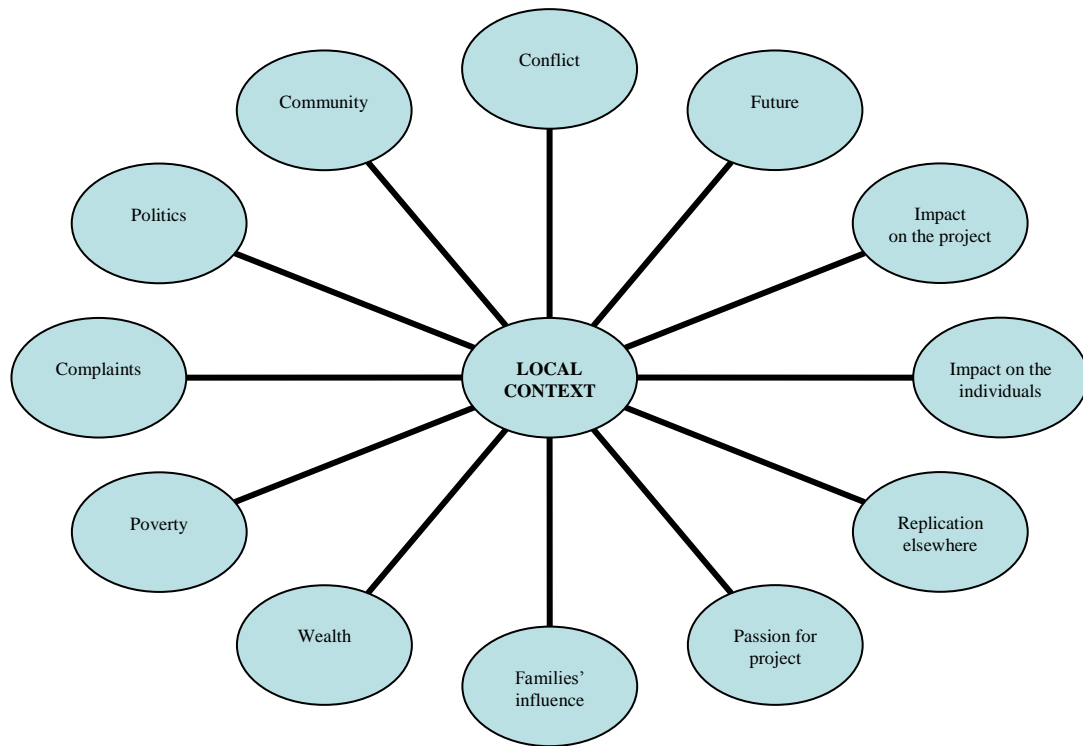 Conflict
Community
Future
Politics
Impact
on the project
Complaints
LOCAL
CONTEXT
Impact on the
individuals
Poverty
Replication
elsewhere
Wealth
Passion for
project
Families’
influence